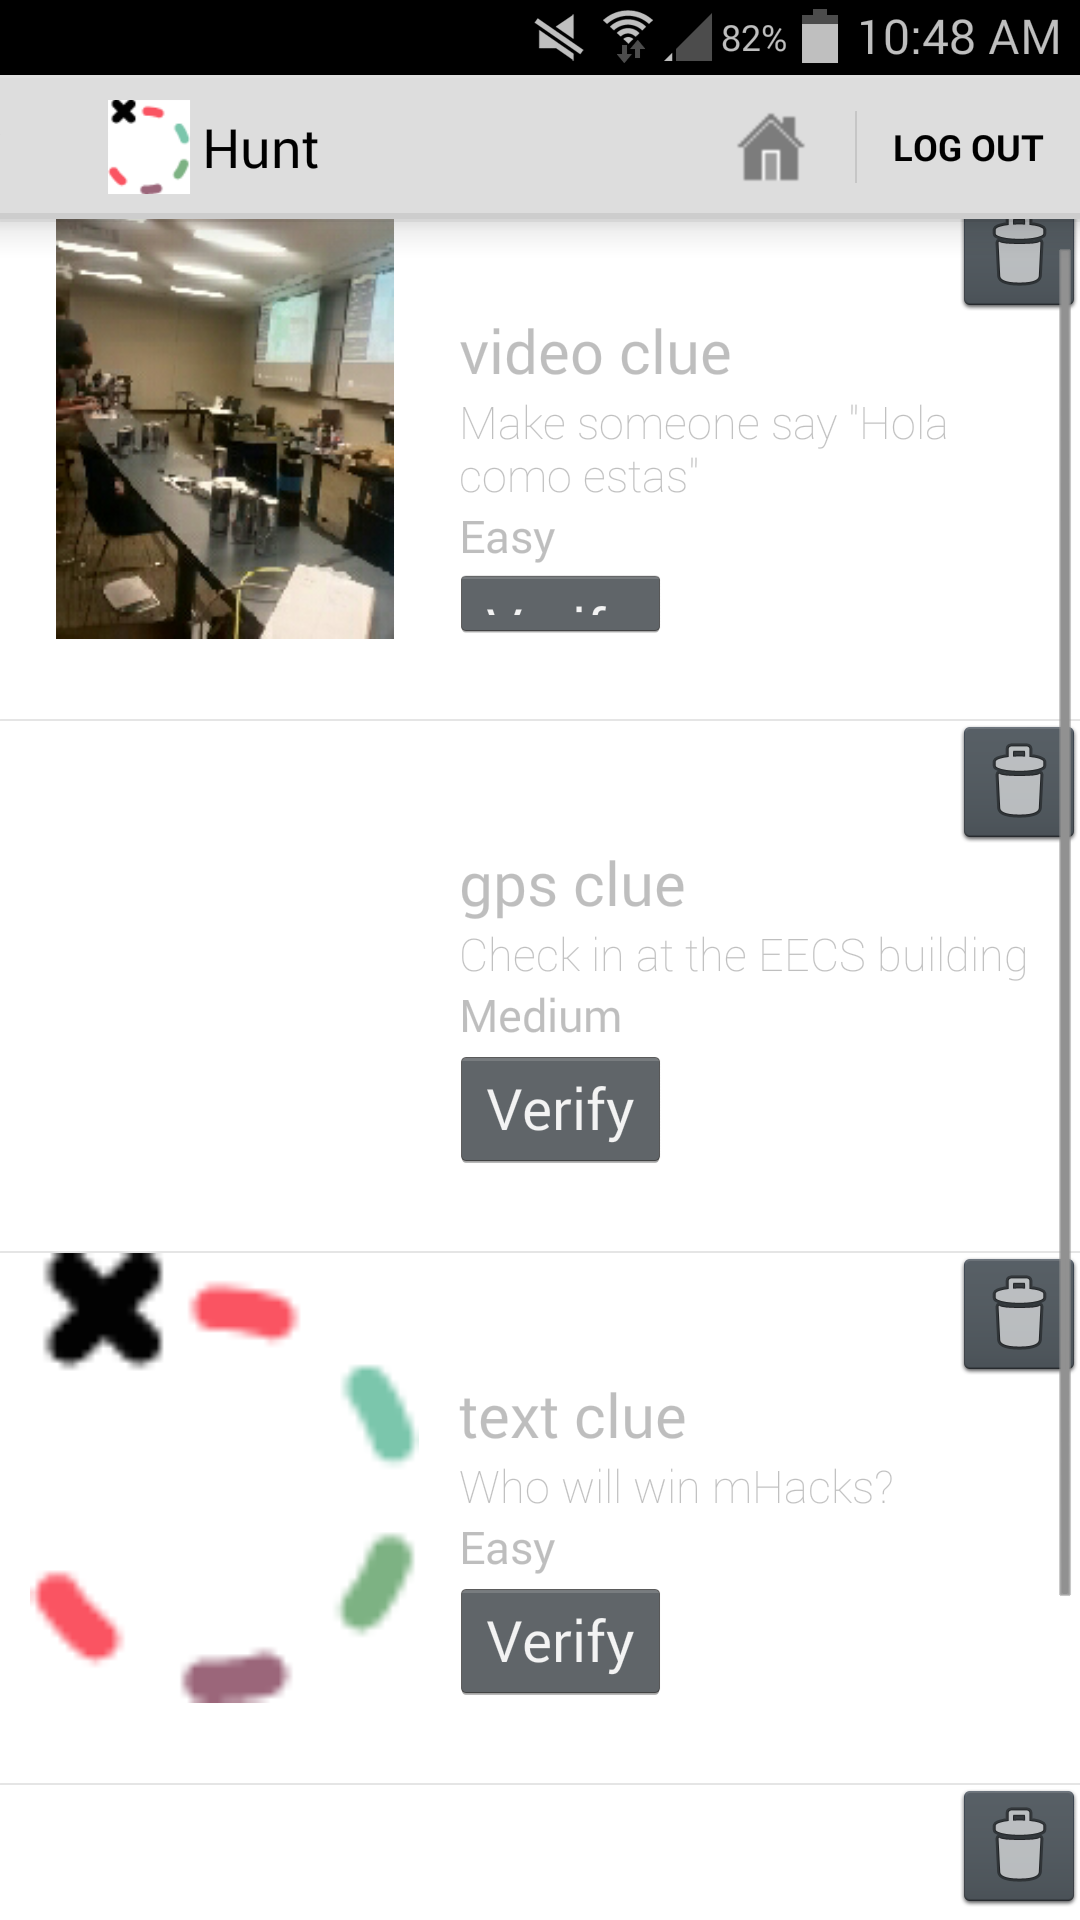 82% 10:48 AM
Hunt LOG OUT
video clue
Make someone say "Hola
como estas"
Easy
gps clue
Check in at the EECS building
Medium
Verify
text clue
Who will win mHacks?
Easy
Verify